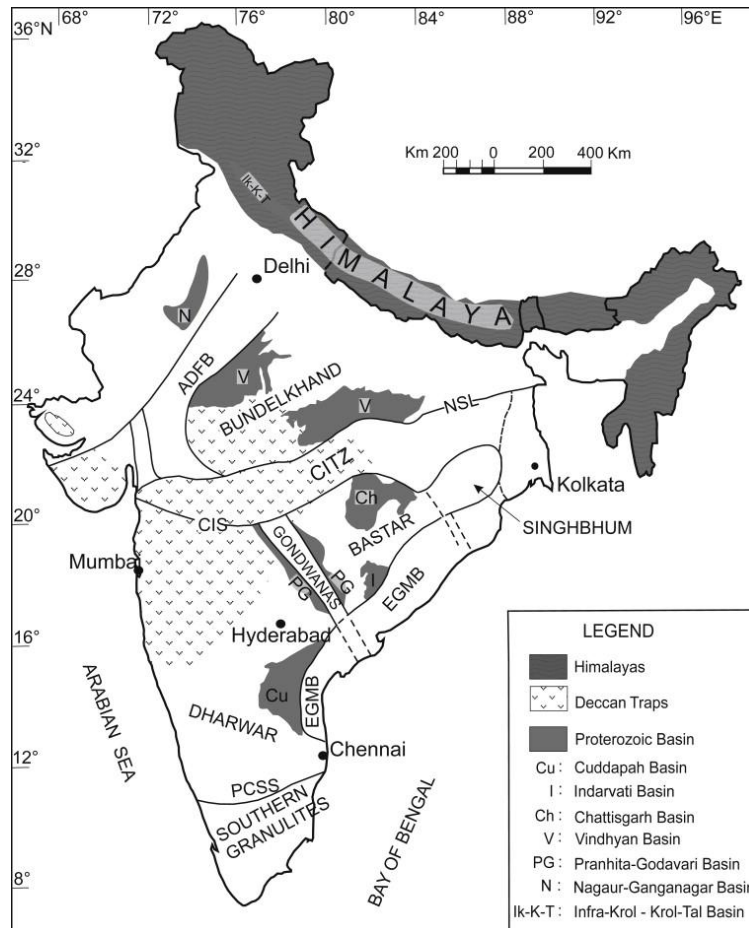 68° 72 76° 80 84° 88° 92° 96°E
36°N
32°
28°
24°
20°
16°
12°
8°
Km 200 0 200 400 Km
Ik-K-T
HIMALAYA
Delhi
N
ADFB
V
BUNDELKHAND
V
NSL
CITZ
Kolkata
Ch
CIS
SINGHBHUM
BASTAR
GONDWANAS
Mumbai
PG
PG
I
EGMB
Hyderabad
ARABIAN SEA
Cu
EGMB
DHARWAR
Chennai
PCSS
SOUTHERN
GRANULITES
BAY OF BENGAL
LEGEND
Himalayas
Deccan Traps
Proterozoic Basin
Cu : Cuddapah Basin
I : Indarvati Basin
Ch : Chattisgarh Basin
V : Vindhyan Basin
PG : Pranhita-Godavari Basin
N : Nagaur-Ganganagar Basin
Ik-K-T : Infra-Krol - Krol-Tal Basin